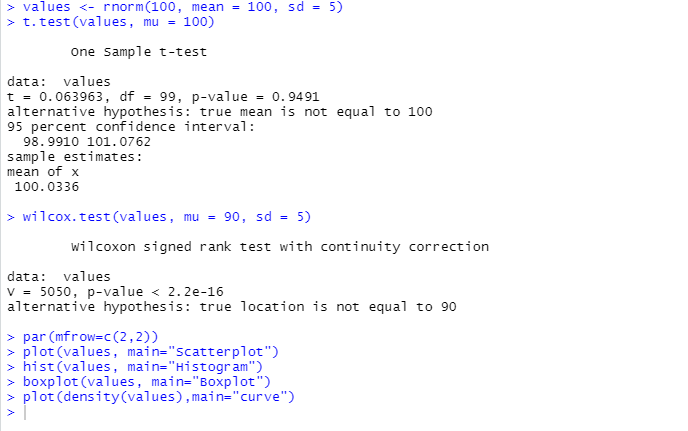 > values <- rnorm(100, mean = 100, sd = 5)
> t.test(values, mu = 100)
One Sample t-test
data:  values
t = 0.063963, df = 99, p-value = 0.9491
alternative hypothesis: true mean is not equal to 100
95 percent confidence interval:
98.9910 101.0762
sample estimates:
mean of x
100.0336
> wilcox.test(values, mu = 90, sd = 5)
Wilcoxon signed rank test with continuity correction
data:  values
V = 5050, p-value < 2.2e-16
alternative hypothesis: true location is not equal to 90
> par(mfrow=c(2,2))
> plot(values, main="Scatterplot")
> hist(values, main="Histogram")
> boxplot(values, main="Boxplot")
> plot(density(values),main="curve")
>